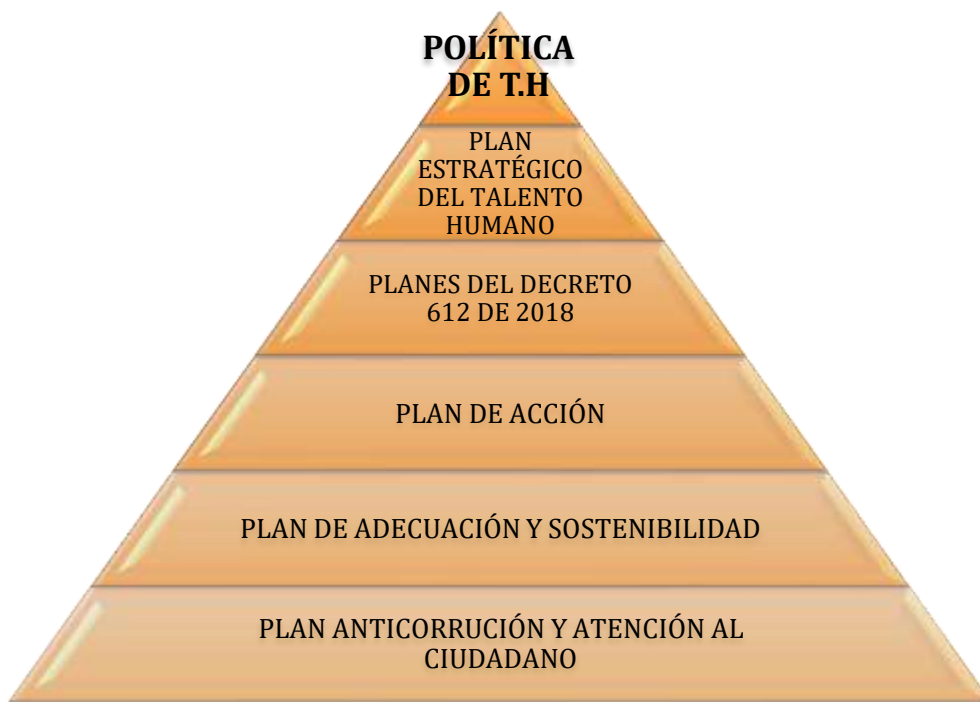 POLÍTICA
DE T.H
PLAN
ESTRATÉGICO
DEL TALENTO
HUMANO
PLANES DEL DECRETO
612 DE 2018
PLAN DE ACCIÓN
PLAN DE ADECUACIÓN Y SOSTENIBILIDAD
PLAN ANTICORRUCIÓN Y ATENCIÓN AL
CIUDADANO